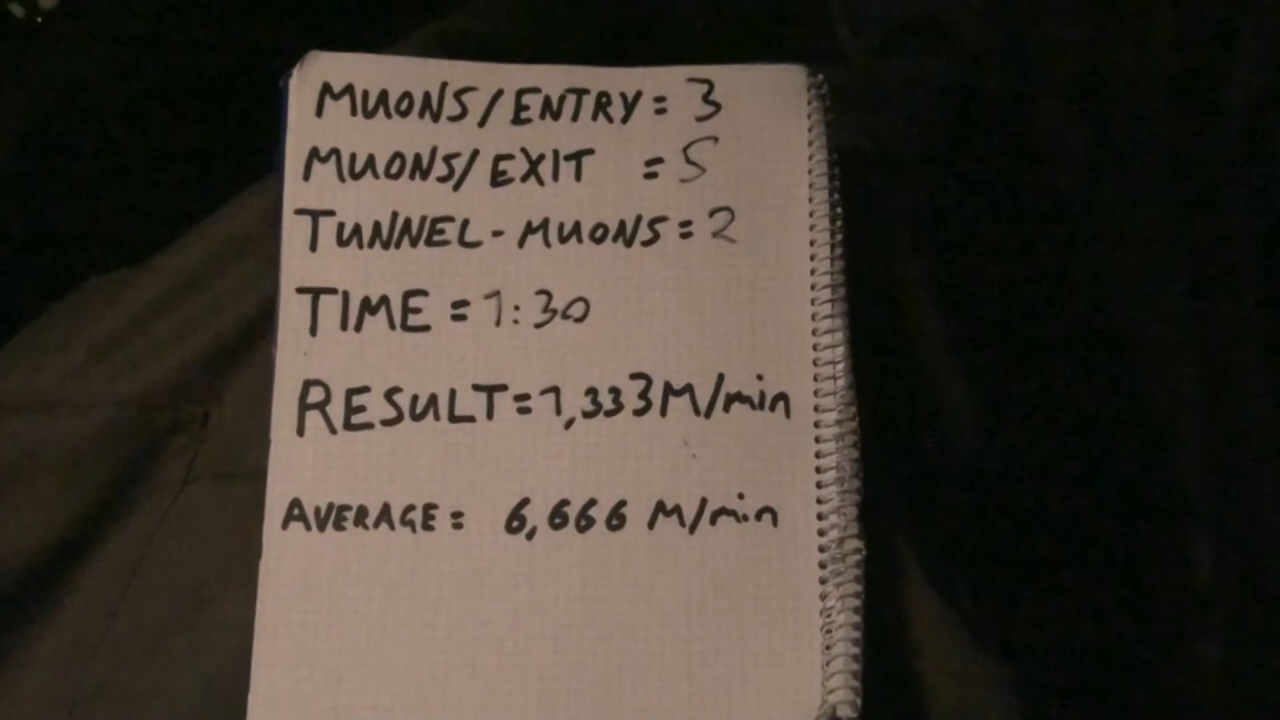 MUONS/ENTRY = 3
MUONS/EXIT = 5
TUNNEL-MUONS = 2
TIME = 1:30
RESULT = 1,333 M/min
AVERAGE = 6,666 M/min